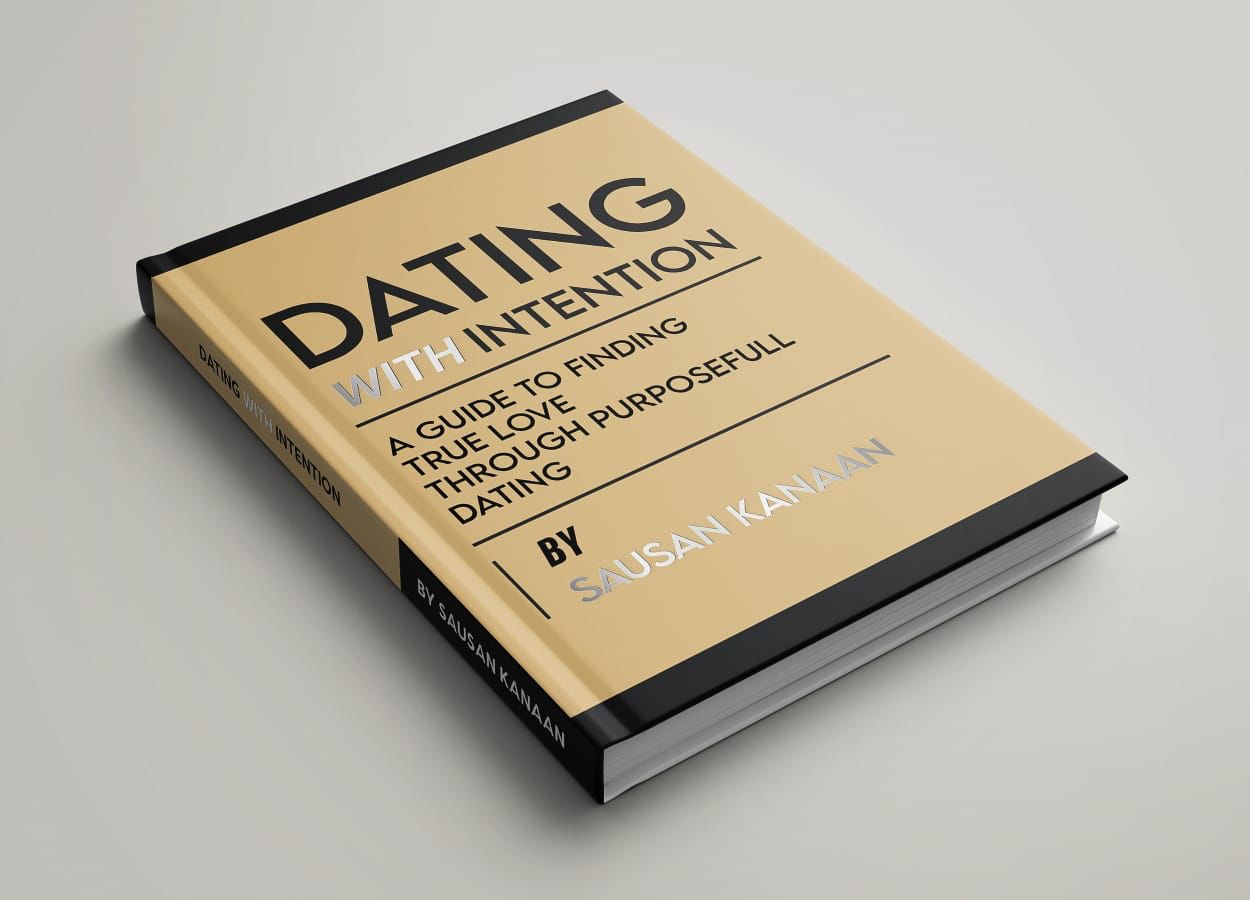 DATING
WITH INTENTION
A GUIDE TO FINDING
TRUE LOVE
THROUGH PURPOSEFULL
DATING
BY
SAUSAN KANAAN
DATING WITH INTENTION
BY SAUSAN KANAAN